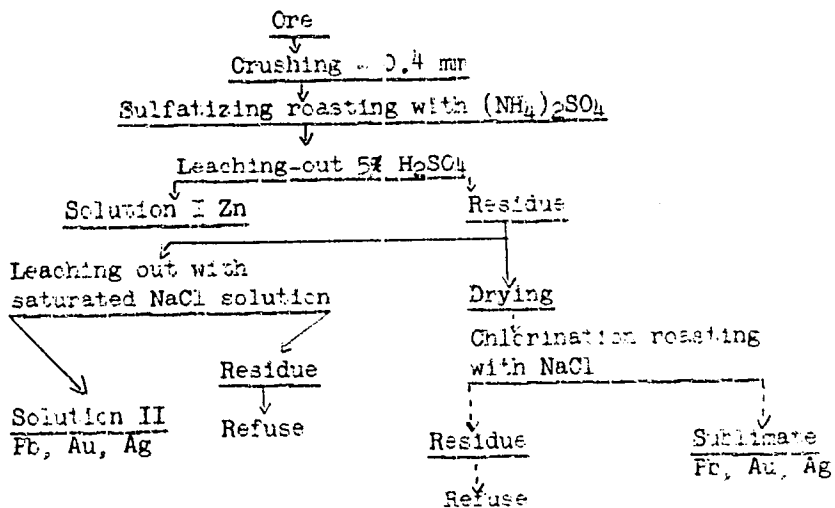 Ore
Crushing - 0.4 mm
Sulfatizing roasting with (NH4)2SO4
Leaching-out 5% H2SO4
Solution I Zn
Residue
Leaching out with
saturated NaCl solution
Drying
Chlorination roasting
with NaCl
Residue
Solution II
Pb, Au, Ag
Refuse
Residue
Sublimate
Pb, Au, Ag
Refuse